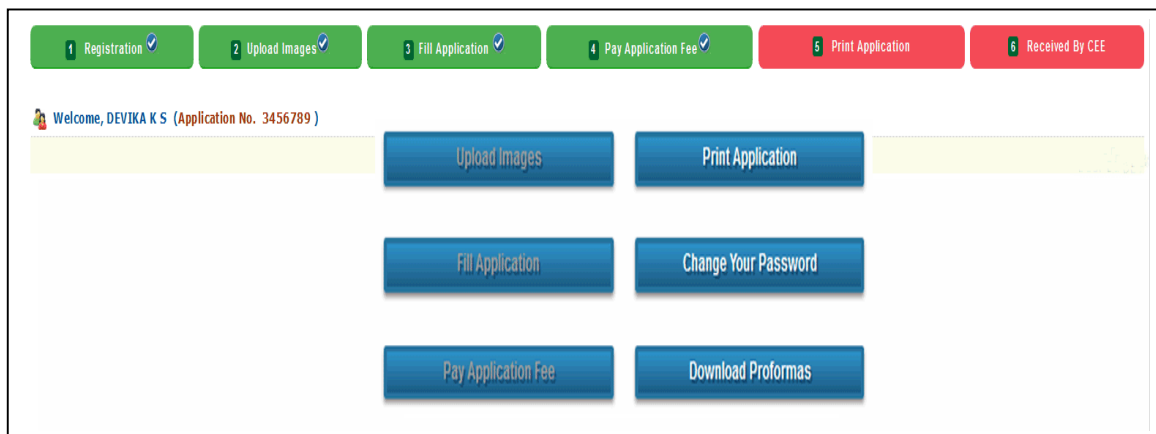 1 Registration 2 Upload Images 3 Fill Application 4 Pay Application Fee 5 Print Application 6 Received By CEE
Welcome, DEVIKA K S (Application No. 3456789 )
Upload Images Print Application
Fill Application Change Your Password
Pay Application Fee Download Proformas